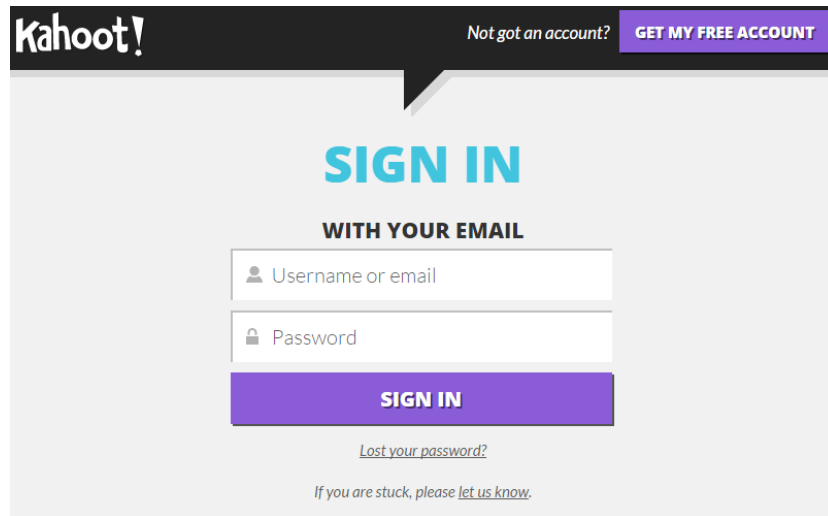 Kahoot!
Not got an account?
GET MY FREE ACCOUNT
SIGN IN
WITH YOUR EMAIL
Username or email
Password
SIGN IN
Lost your password?
If you are stuck, please let us know.